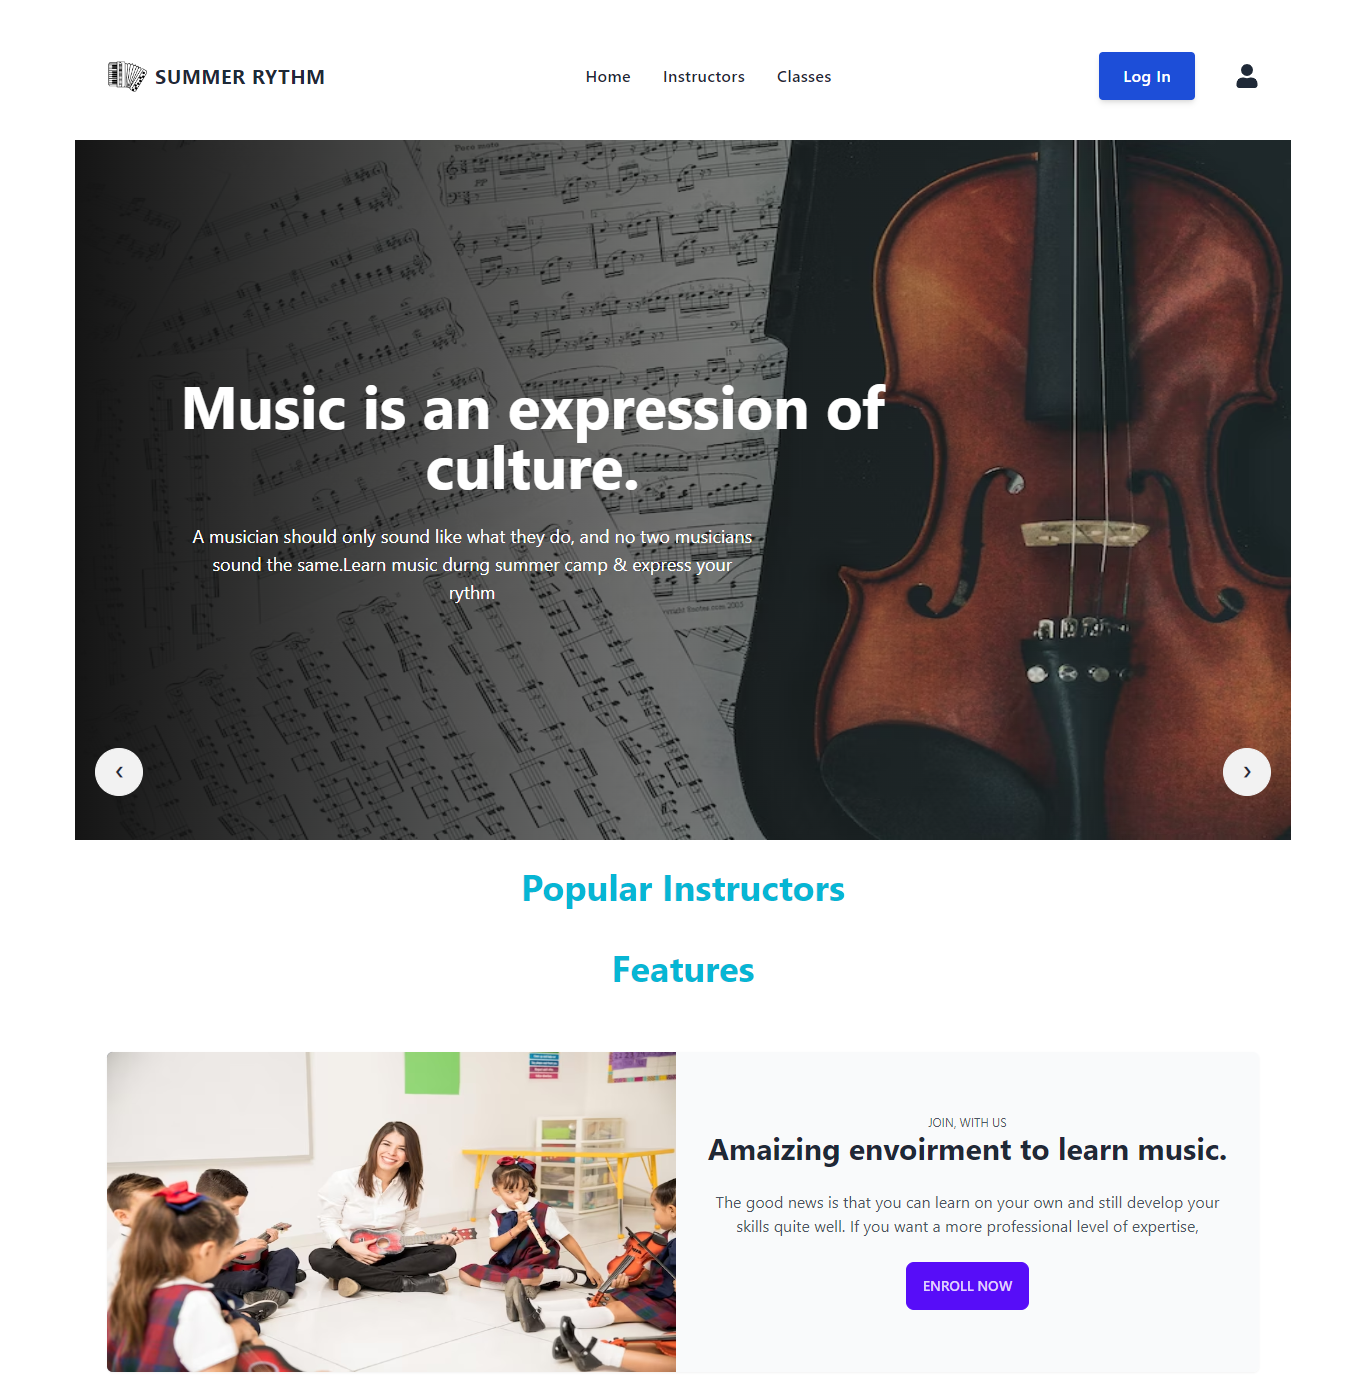 SUMMER RYTHM
Home
Instructors
Classes
Log In
Pere moto
pp
Music is an expression of
culture.
A musician should only sound like what they do, and no two musicians
sound the same.Learn music durng summer camp & express your
rythm
Popular Instructors
Features
JOIN, WITH US
Amaizing envoirment to learn music.
The good news is that you can learn on your own and still develop your
skills quite well. If you want a more professional level of expertise,
ENROLL NOW